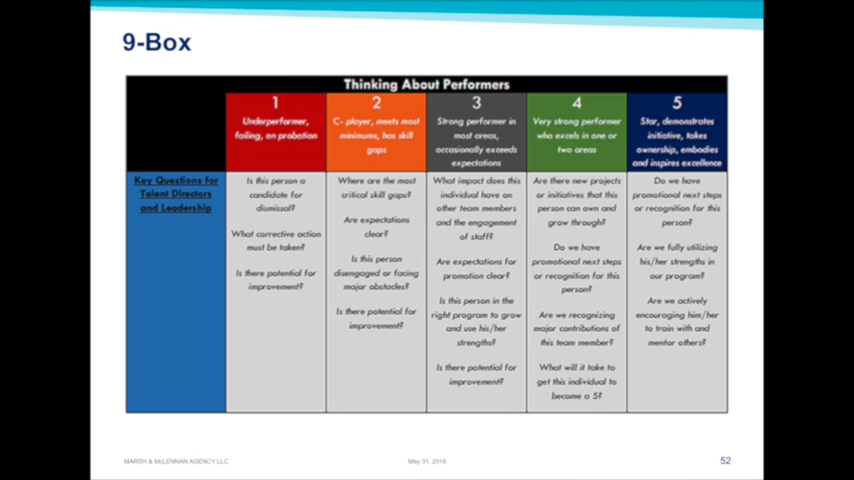 9-Box
Thinking About Performers
1
Underperformer,
failing, on probation
2
C- player, meets most
minimums, has skill
gaps
3
Strong performer in
most areas,
occasionally exceeds
expectations
4
Very strong performer
who excels in one or
two areas
5
Star, demonstrates
initiative, takes
ownership, embodies
and inspires excellence
Key Questions for
Talent Directors
and Leadership
Is this person a
candidate for
dismissal?
What corrective action
must be taken?
Is there potential for
improvement?
Where are the most
critical skill gaps?
Are expectations
clear?
Is this person
disengaged or facing
major obstacles?
Is there potential for
improvement?
What impact does this
individual have on
other team members
and the engagement
of staff?
Are expectations for
promotion clear?
Is this person in the
right program to grow
and use his/her
strengths?
Is there potential for
improvement?
Are there new projects
or initiatives that this
person can own and
grow through?
Do we have
promotional next steps
or recognition for this
person?
Are we recognizing
major contributions of
this team member?
What will it take to
get this individual to
become a 5?
Do we have
promotional next steps
or recognition for this
person?
Are we fully utilizing
his/her strengths in
our program?
Are we actively
encouraging him/her
to train with and
mentor others?
MARSH & McLENNAN AGENCY LLC
May 31, 2016
52